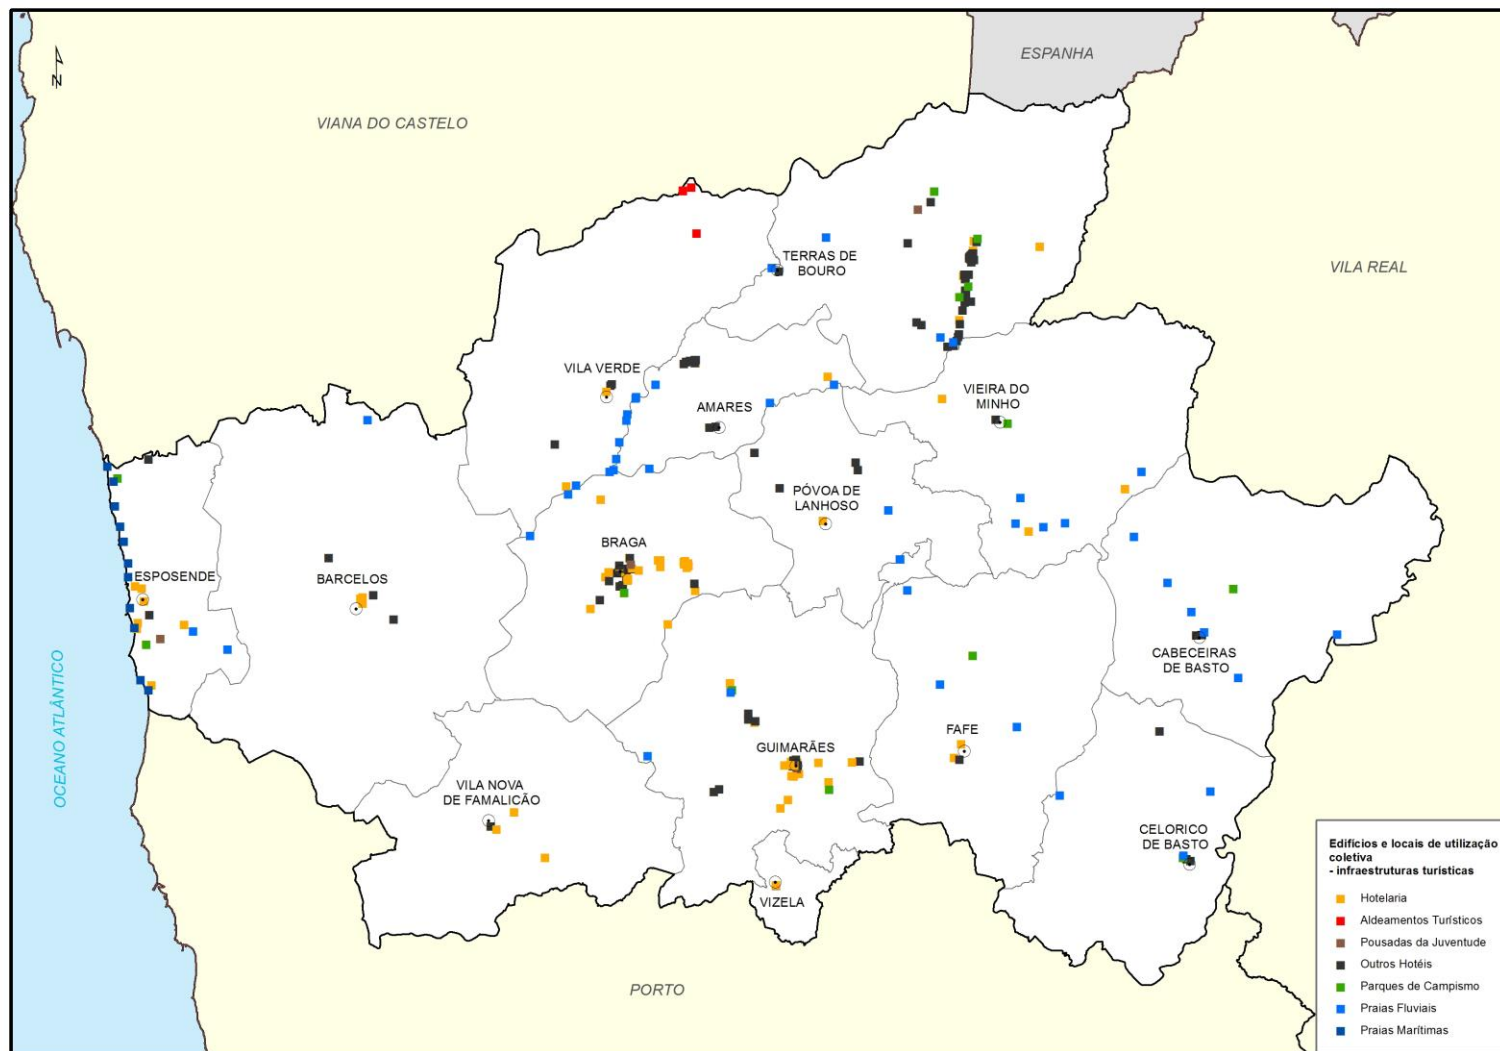 ESPANHA
VIANA DO CASTELO
VILA REAL
TERRAS DE
BOURO
VILA VERDE
VIEIRA DO
MINHO
AMARES
PÓVOA DE
LANHOSO
BRAGA
ESPOSENDE
BARCELOS
CABECEIRAS
DE BASTO
OCEANO ATLÂNTICO
FAFE
GUIMARÃES
VILA NOVA
DE FAMALICÃO
CELORICO
DE BASTO
VIZELA
PORTO
N
Edifícios e locais de utilização
coletiva
- infraestruturas turísticas
Hotelaria
Aldeamentos Turísticos
Pousadas da Juventude
Outros Hotéis
Parques de Campismo
Praias Fluviais
Praias Marítimas